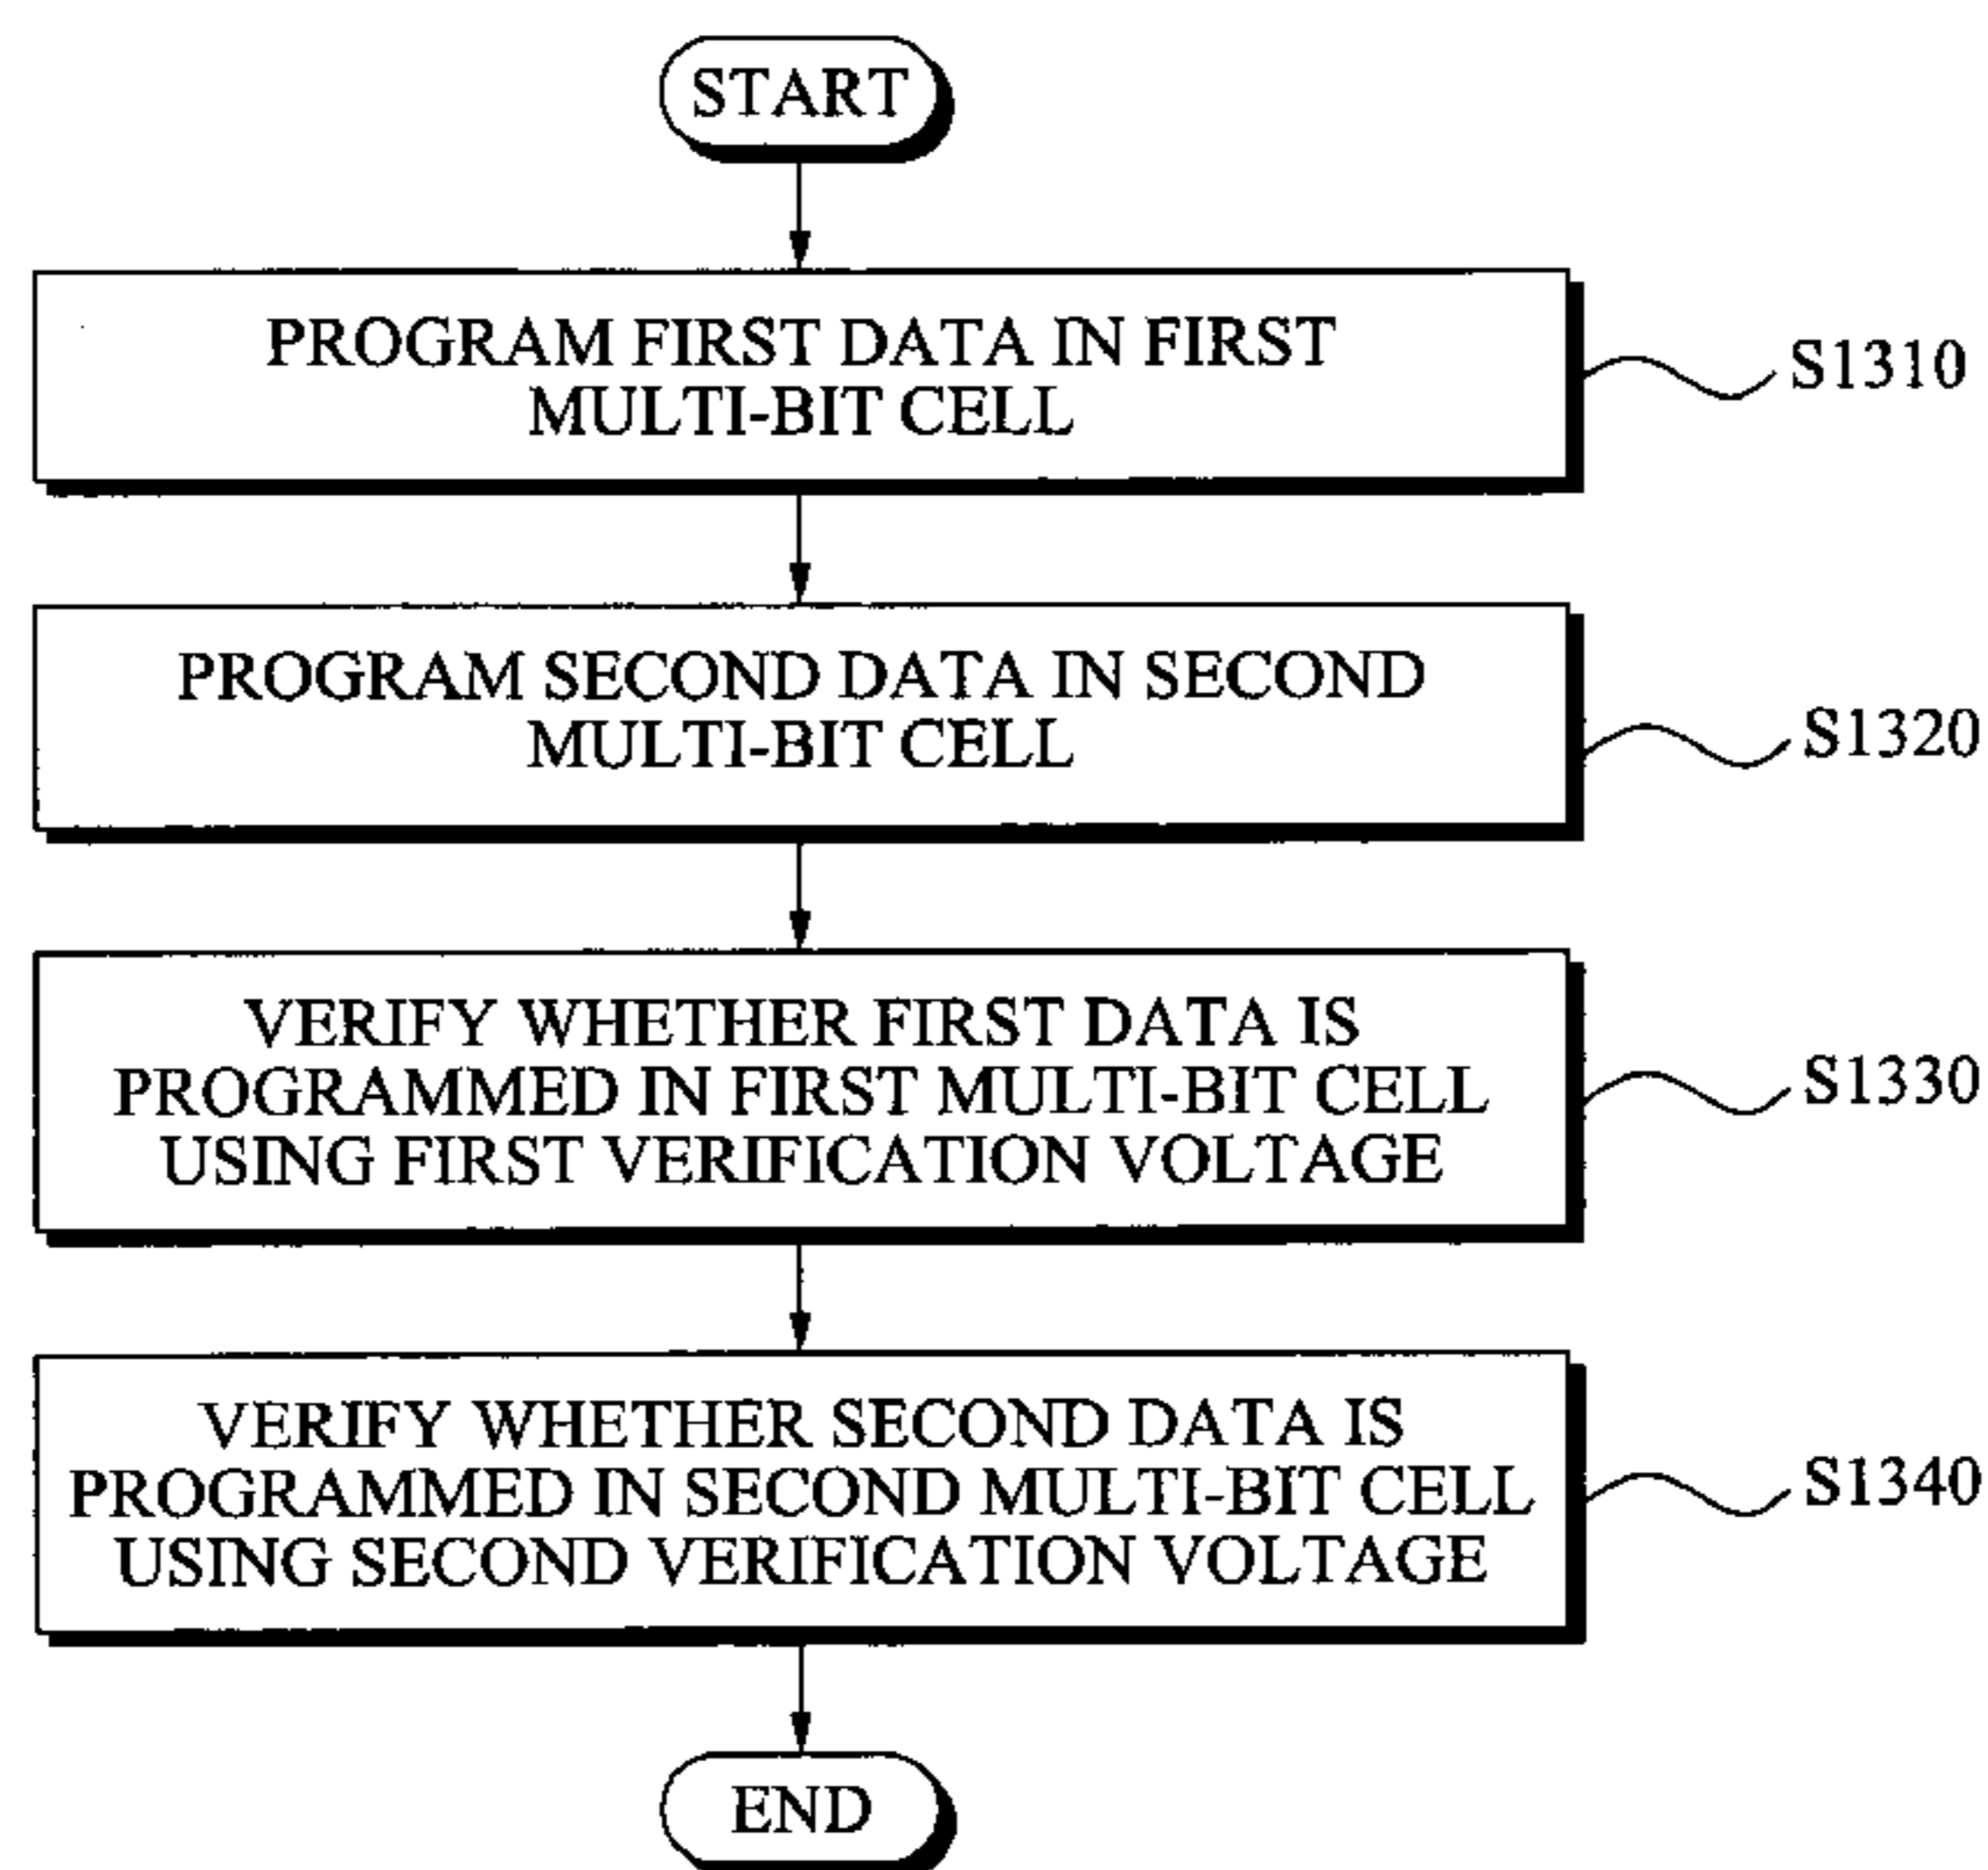 START
PROGRAM FIRST DATA IN FIRST
MULTI-BIT CELL
S1310
PROGRAM SECOND DATA IN SECOND
MULTI-BIT CELL
S1320
VERIFY WHETHER FIRST DATA IS
PROGRAMMED IN FIRST MULTI-BIT CELL
USING FIRST VERIFICATION VOLTAGE
S1330
VERIFY WHETHER SECOND DATA IS
PROGRAMMED IN SECOND MULTI-BIT CELL
USING SECOND VERIFICATION VOLTAGE
S1340
END